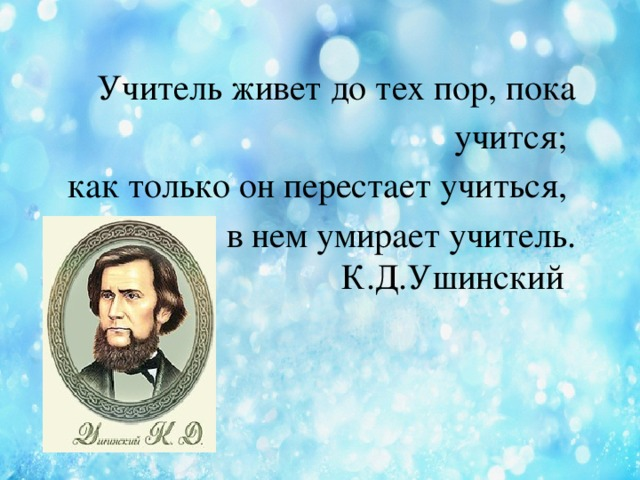 Учитель живет до тех пор, пока
учится;
как только он перестает учиться,
в нем умирает учитель.
К.Д.Ушинский
Ушинский К. Д.